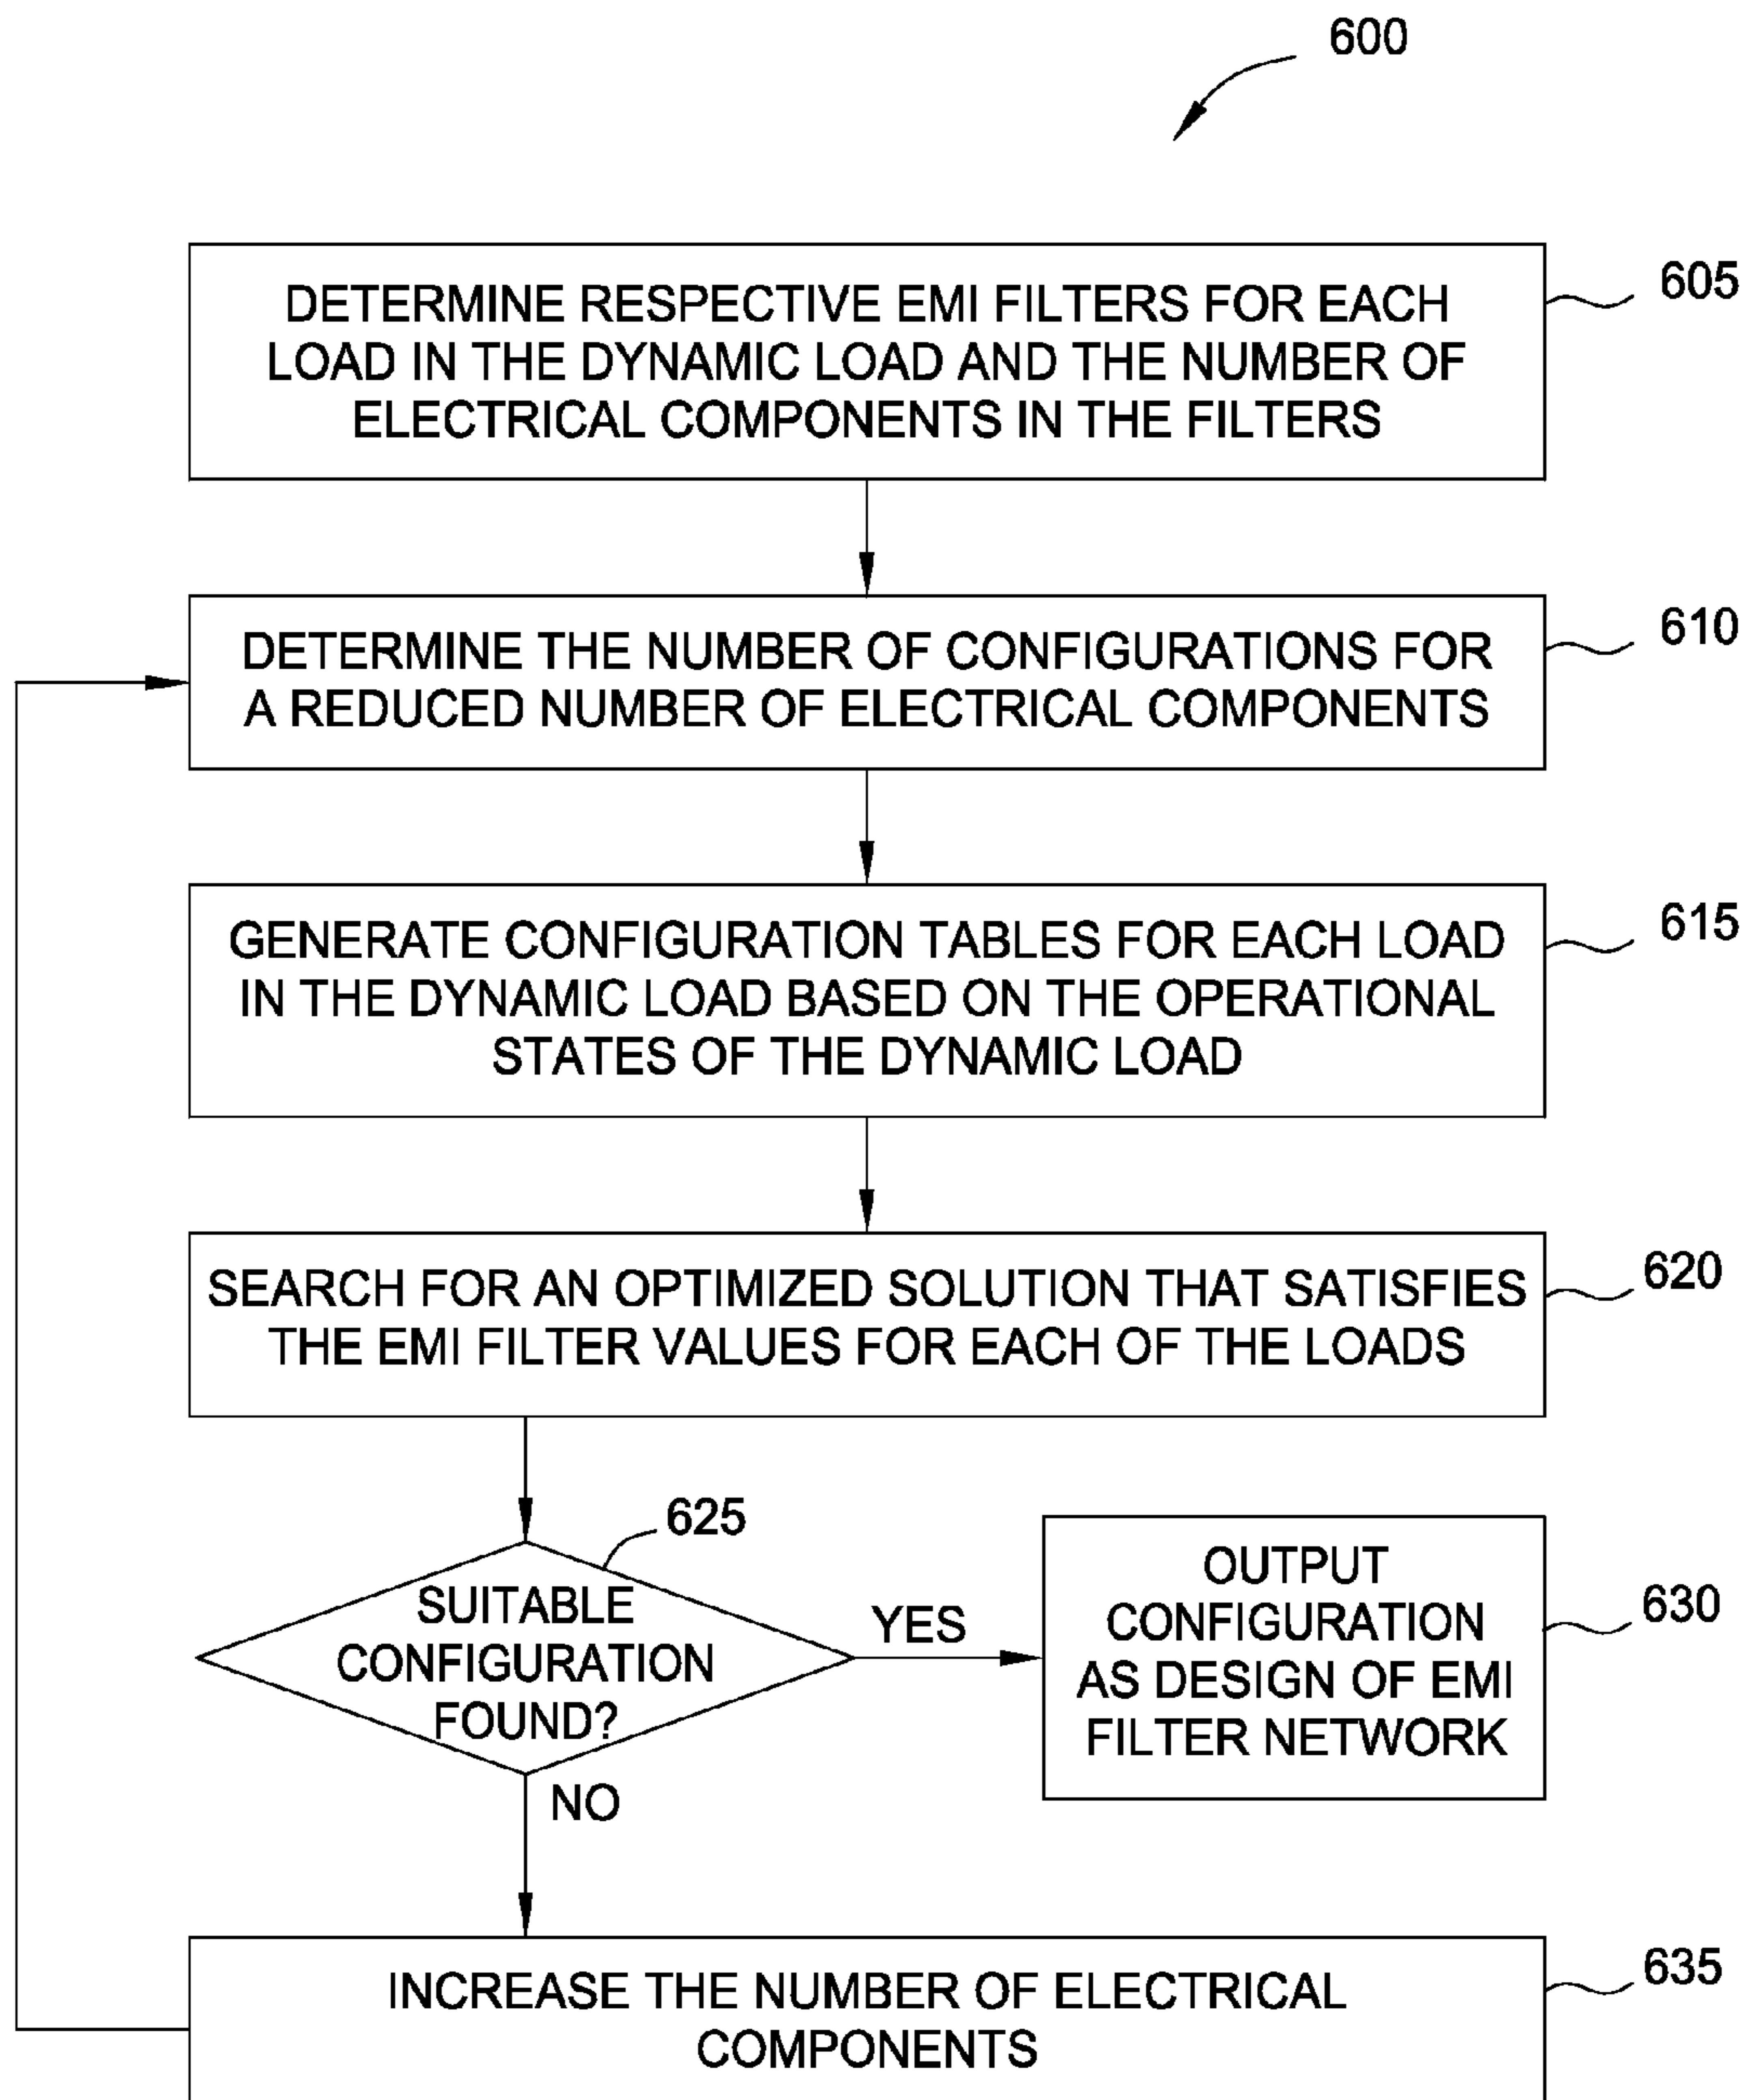 600
DETERMINE RESPECTIVE EMI FILTERS FOR EACH
LOAD IN THE DYNAMIC LOAD AND THE NUMBER OF
ELECTRICAL COMPONENTS IN THE FILTERS
605
DETERMINE THE NUMBER OF CONFIGURATIONS FOR
A REDUCED NUMBER OF ELECTRICAL COMPONENTS
610
GENERATE CONFIGURATION TABLES FOR EACH LOAD
IN THE DYNAMIC LOAD BASED ON THE OPERATIONAL
STATES OF THE DYNAMIC LOAD
615
SEARCH FOR AN OPTIMIZED SOLUTION THAT SATISFIES
THE EMI FILTER VALUES FOR EACH OF THE LOADS
620
625
SUITABLE
CONFIGURATION
FOUND?
YES
OUTPUT
CONFIGURATION
AS DESIGN OF EMI
FILTER NETWORK
630
NO
INCREASE THE NUMBER OF ELECTRICAL
COMPONENTS
635